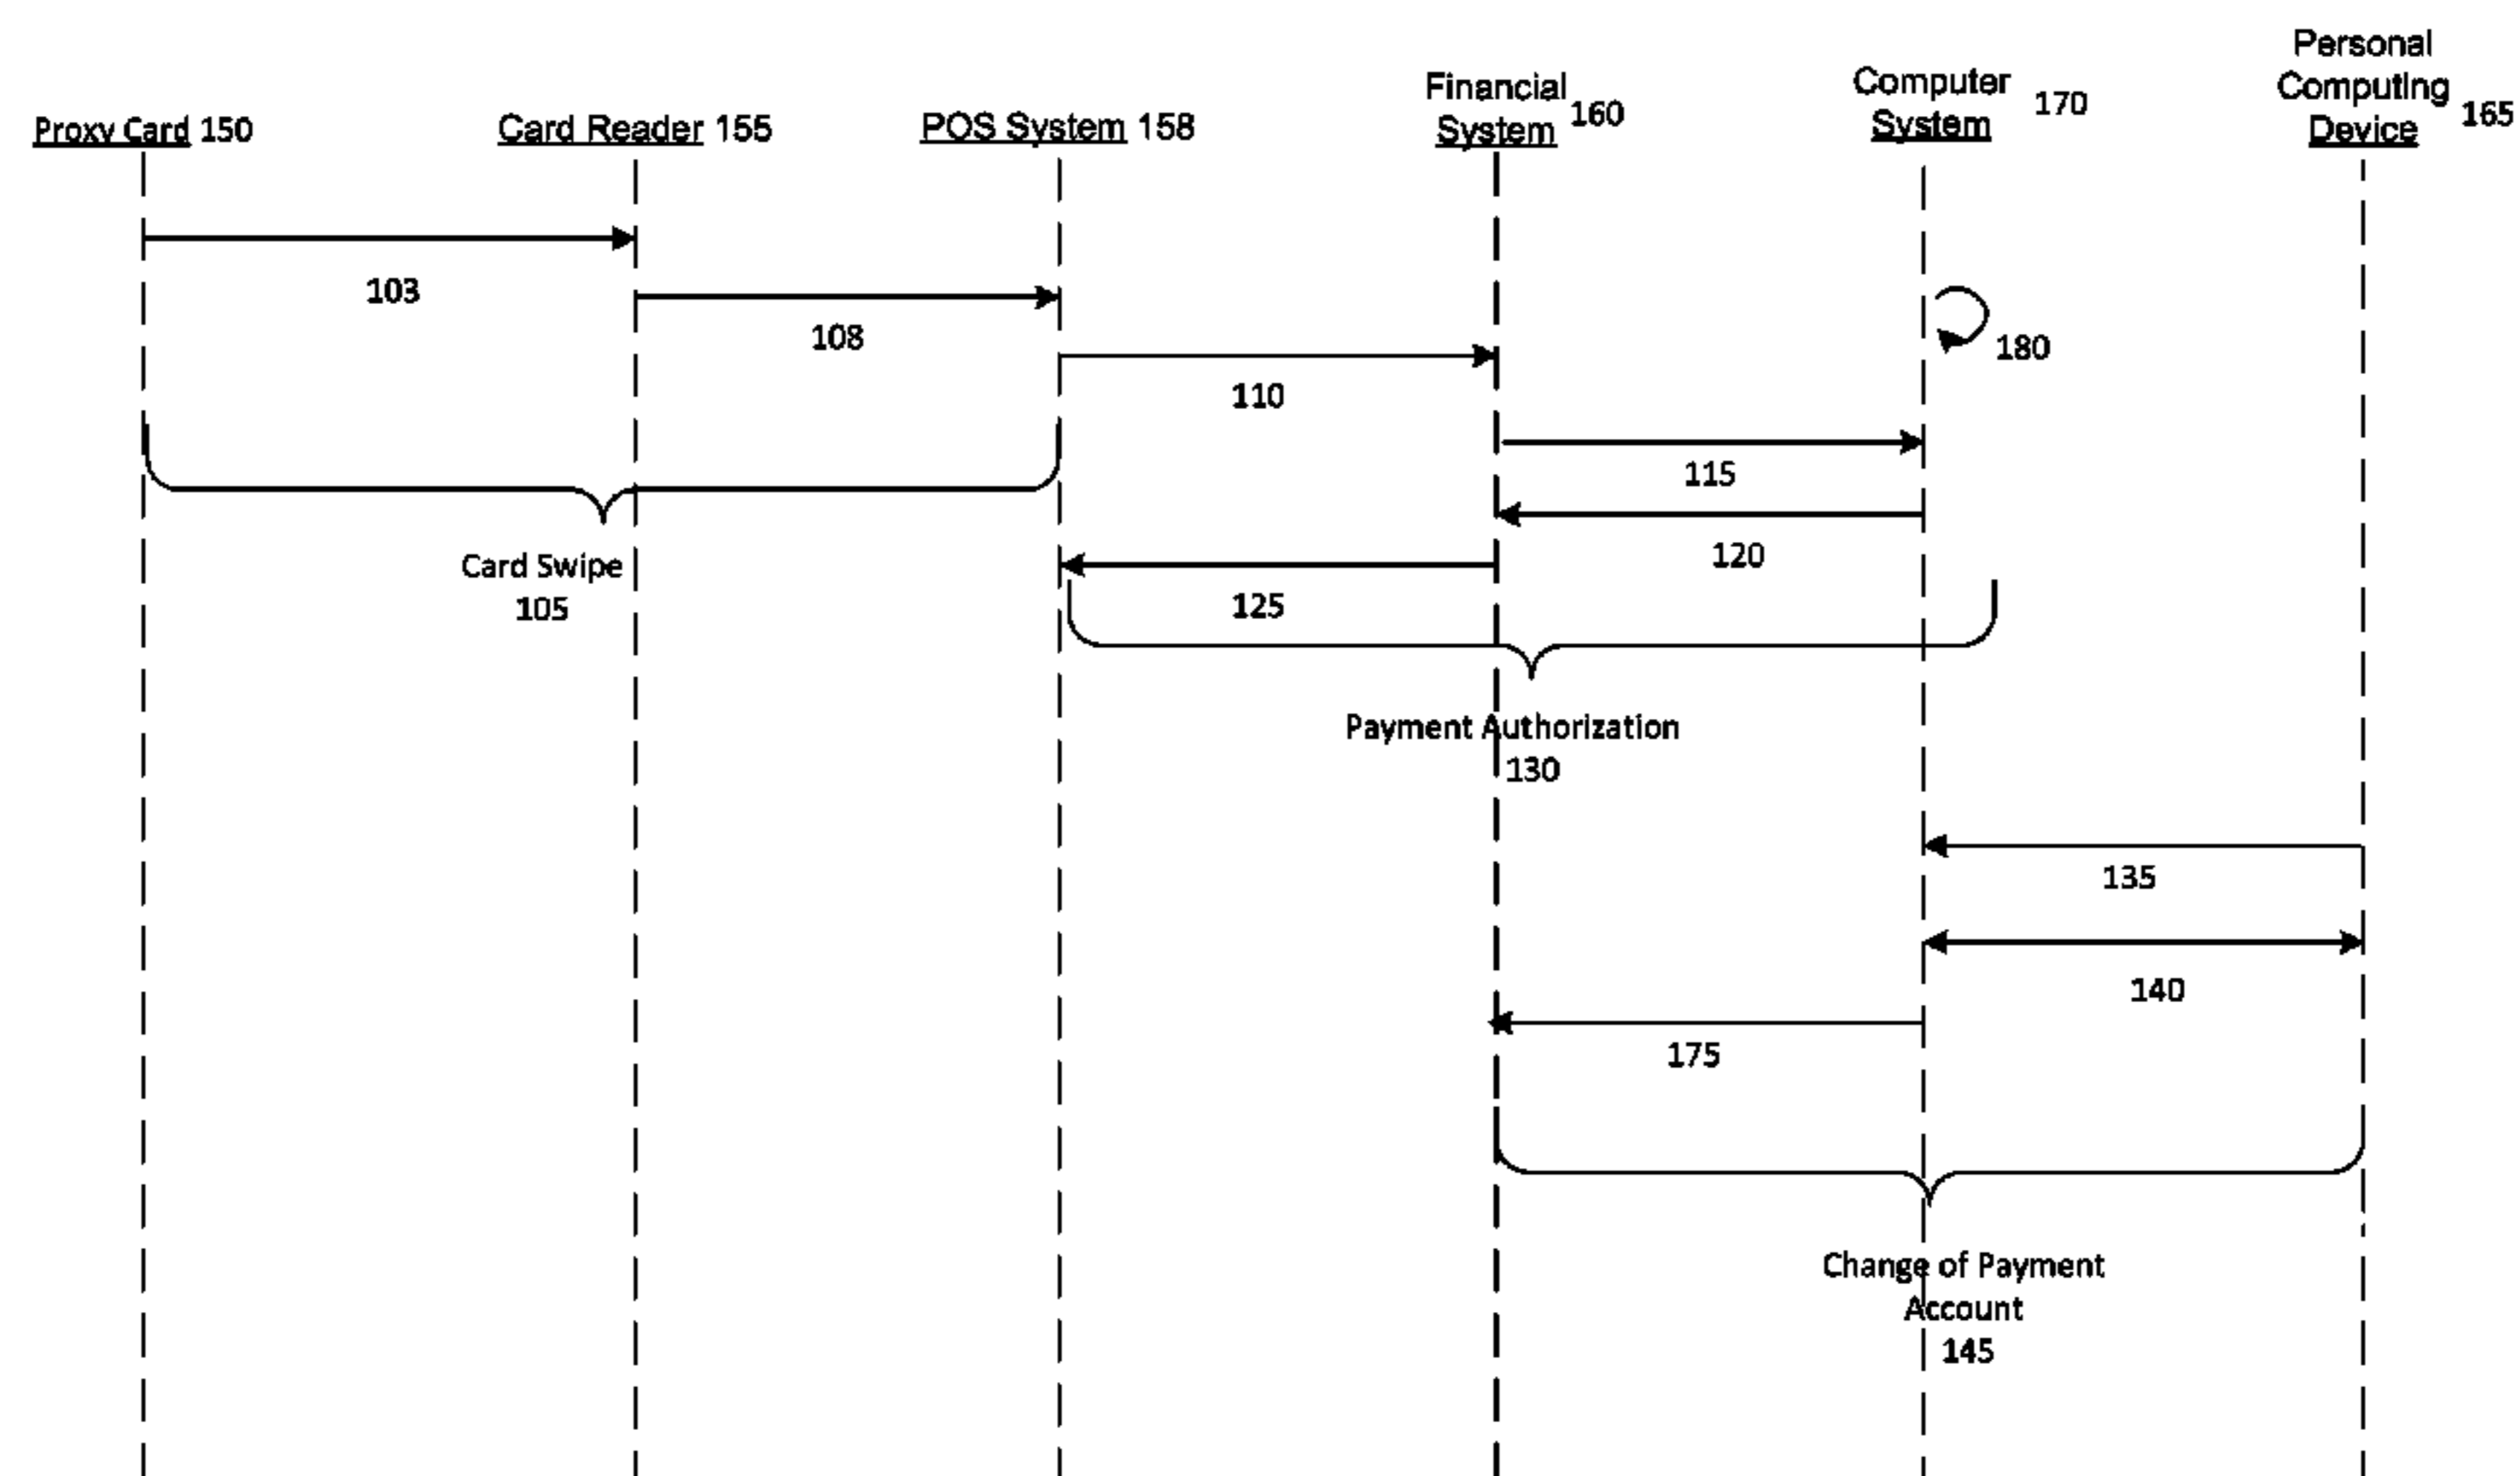 Personal
Computing
Device 165
Financial
System 160
Computer
System 170
Proxy Card 150
Card Reader 155
POS System 158
103
108
180
110
115
120
Card Swipe
105
125
Payment Authorization
130
135
140
175
Change of Payment
Account
145